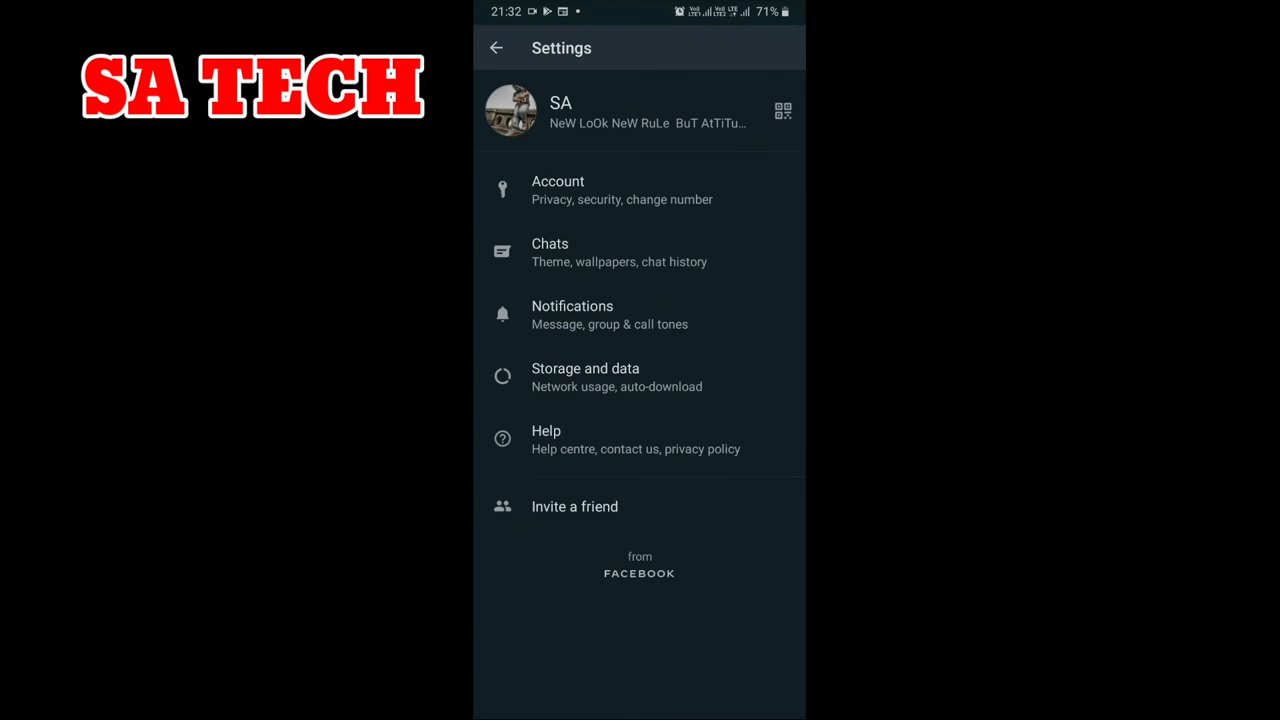 SA TECH
21:32 71%
Settings
SA
NeW LoOk NeW RuLe BuT AtTiTu...
Account
Privacy, security, change number
Chats
Theme, wallpapers, chat history
Notifications
Message, group & call tones
Storage and data
Network usage, auto-download
Help
Help centre, contact us, privacy policy
Invite a friend
from
FACEBOOK